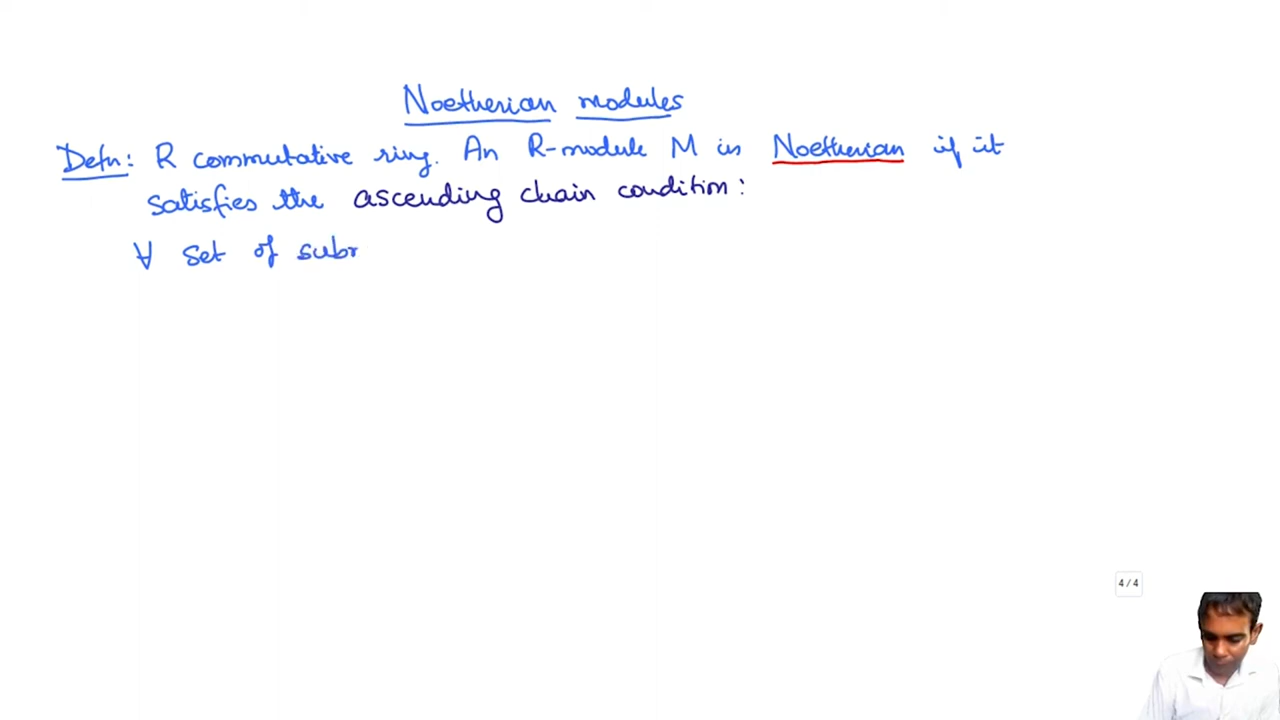 Noetherian modules
Defn: R commutative ring. An R-module M is Noetherian if it
satisfies the ascending chain condition:
∀ set of subr
4/4